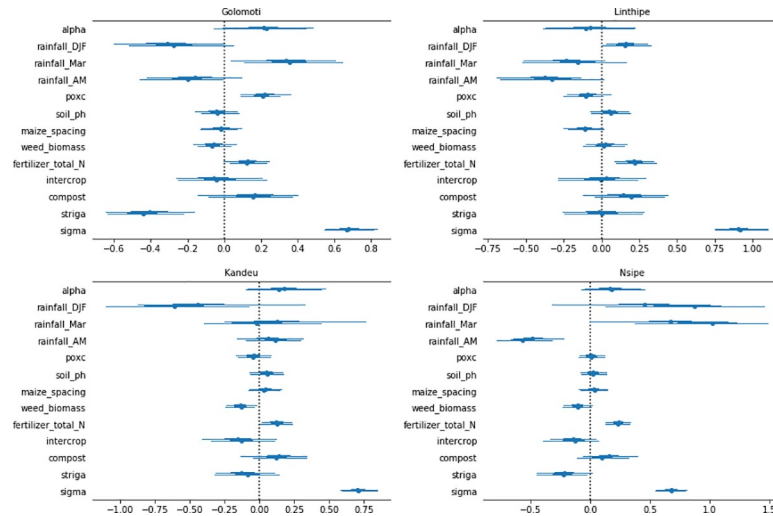 Golomoti
alpha
rainfall_DJF
rainfall_Mar
rainfall_AM
poxc
soil_ph
maize_spacing
weed_biomass
fertilizer_total_N
intercrop
compost
striga
sigma
−0.6 −0.4 −0.2 0.0 0.2 0.4 0.6 0.8
Linthipe
alpha
rainfall_DJF
rainfall_Mar
rainfall_AM
poxc
soil_ph
maize_spacing
weed_biomass
fertilizer_total_N
intercrop
compost
striga
sigma
−0.75 −0.50 −0.25 0.00 0.25 0.50 0.75 1.00
Kandeu
alpha
rainfall_DJF
rainfall_Mar
rainfall_AM
poxc
soil_ph
maize_spacing
weed_biomass
fertilizer_total_N
intercrop
compost
striga
sigma
−1.00 −0.75 −0.50 −0.25 0.00 0.25 0.50 0.75
Nsipe
alpha
rainfall_DJF
rainfall_Mar
rainfall_AM
poxc
soil_ph
maize_spacing
weed_biomass
fertilizer_total_N
intercrop
compost
striga
sigma
−0.5 0.0 0.5 1.0 1.5